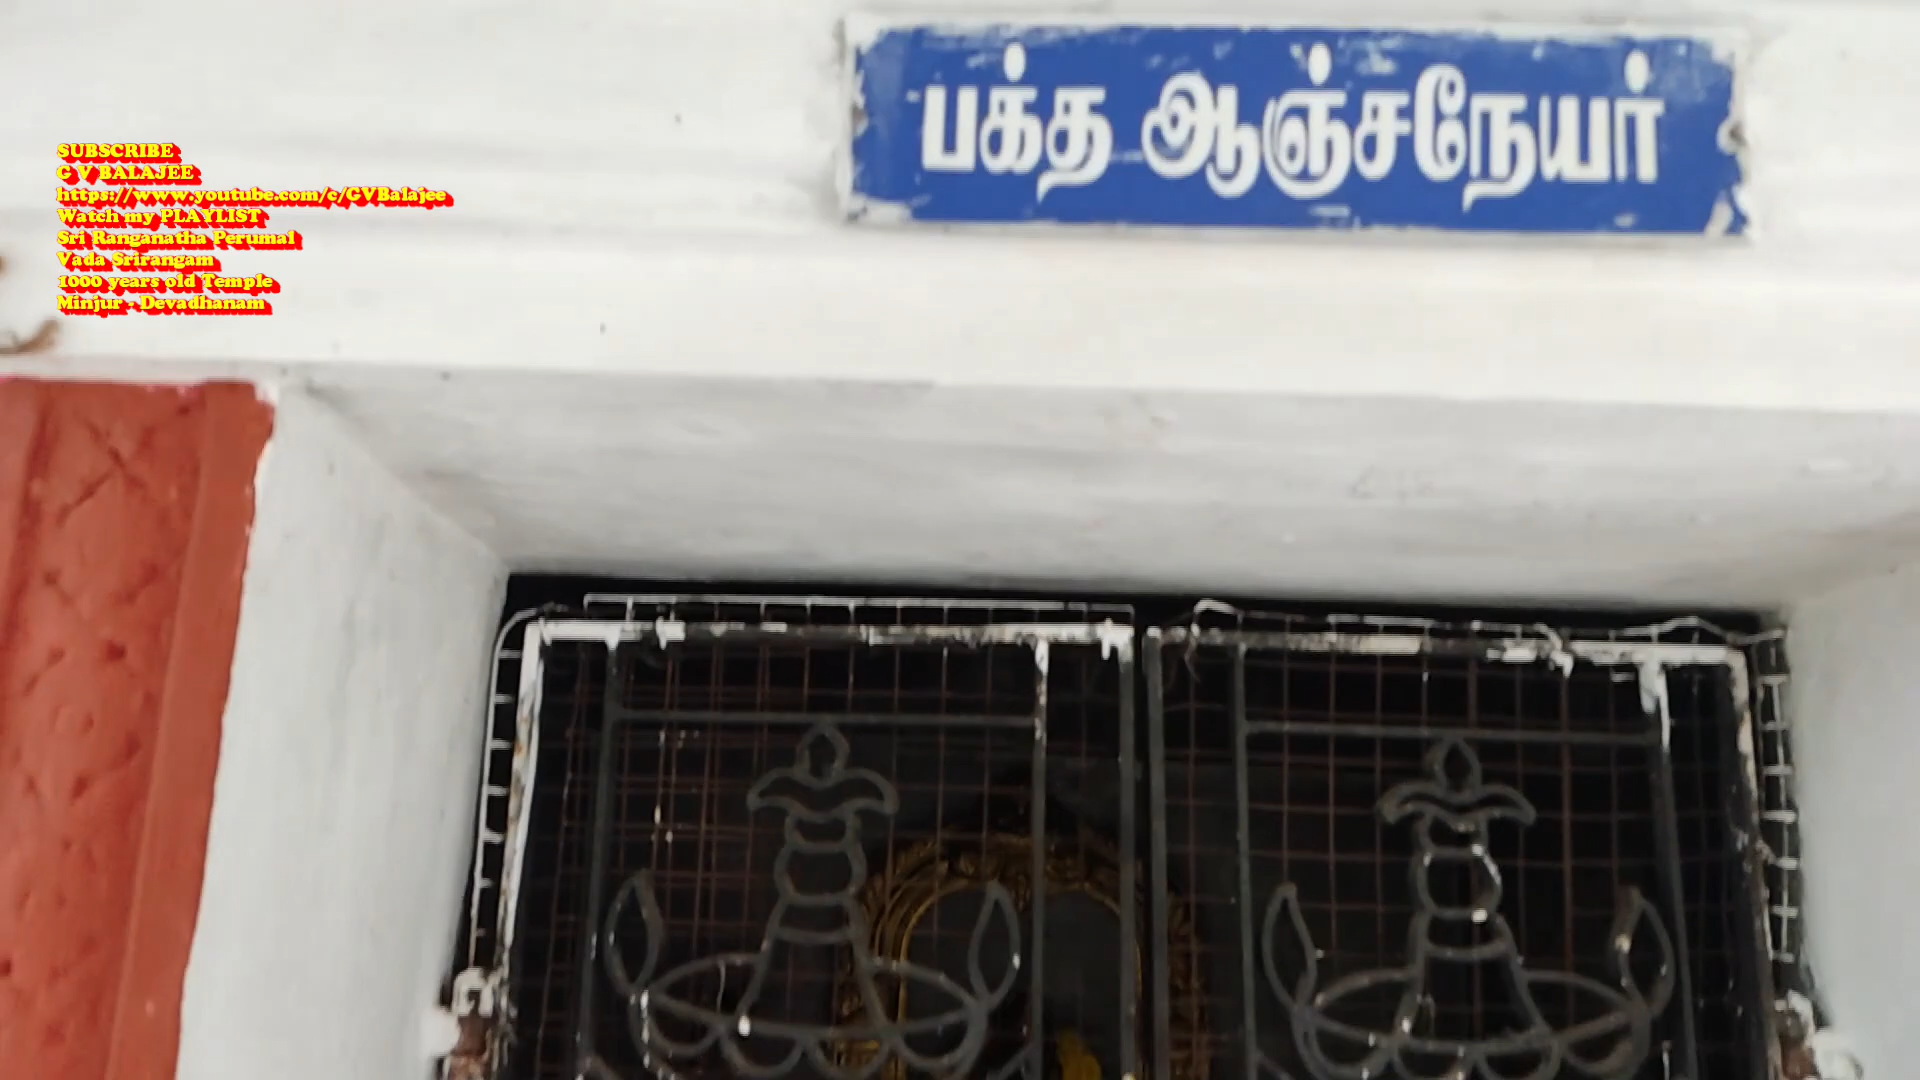 பக்த ஆஞ்சநேயர்
SUBSCRIBE
G V BALAJEE
https://www.youtube.com/c/GVBalajee
Watch my PLAYLIST
Sri Ranganatha Perumal
Vada Srirangam
1000 years old Temple
Minjur - Devadhanam